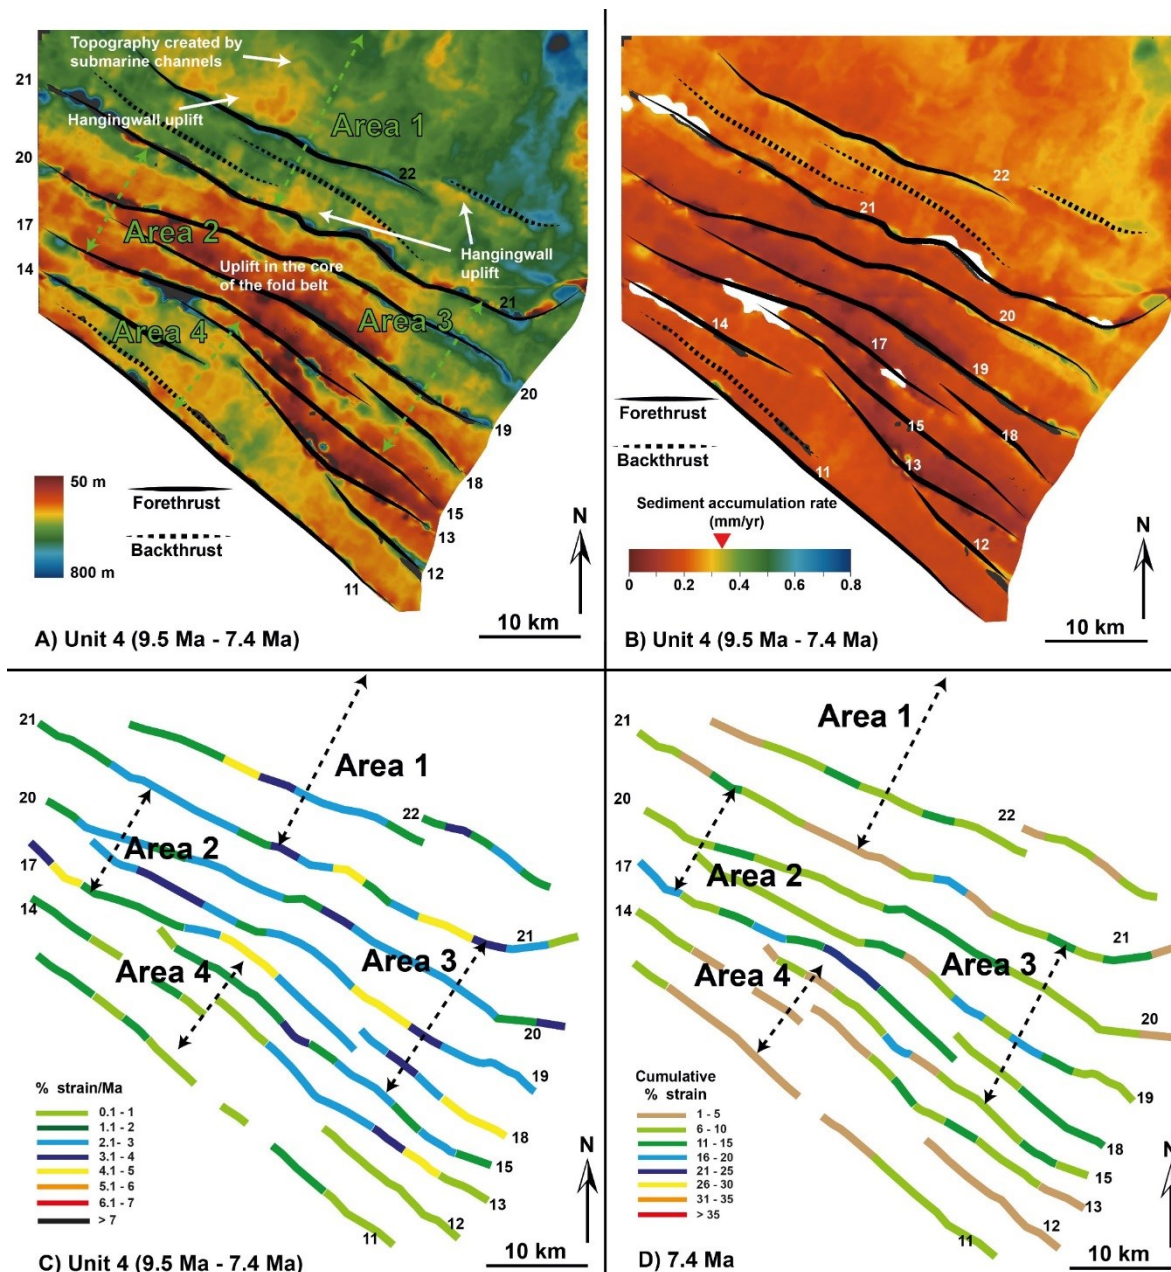 Topography created by
submarine channels
21
Hangingwall uplift
Area 1
20
22
17
Area 2
Hangingwall
uplift
Uplift in the core
of the fold belt
14
21
Area 3
Area 4
20
50 m
Forethrust
19
18
15
Backthrust
13
800 m
12
11
N
A) Unit 4 (9.5 Ma - 7.4 Ma)
10 km
22
21
20
14
17
19
Forethrust
15
18
Backthrust
13
11
Sediment accumulation rate
(mm/yr)
N
12
0 0.2 0.4 0.6 0.8
B) Unit 4 (9.5 Ma - 7.4 Ma)
10 km
21
Area 1
20
22
Area 2
17
14
21
Area 3
Area 4
20
19
% strain/Ma
0.1 - 1
1.1 - 2
2.1- 3
3.1- 4
4.1- 5
5.1 - 6
6.1 - 7
> 7
18
15
13
12
11
N
C) Unit 4 (9.5 Ma - 7.4 Ma)
10 km
Area 1
21
20
22
Area 2
17
14
21
Area 3
Area 4
20
19
Cumulative
% strain
1 - 5
6 - 10
11 - 15
16 - 20
21 - 25
26 - 30
31 - 35
> 35
18
15
13
12
11
N
D) 7.4 Ma
10 km